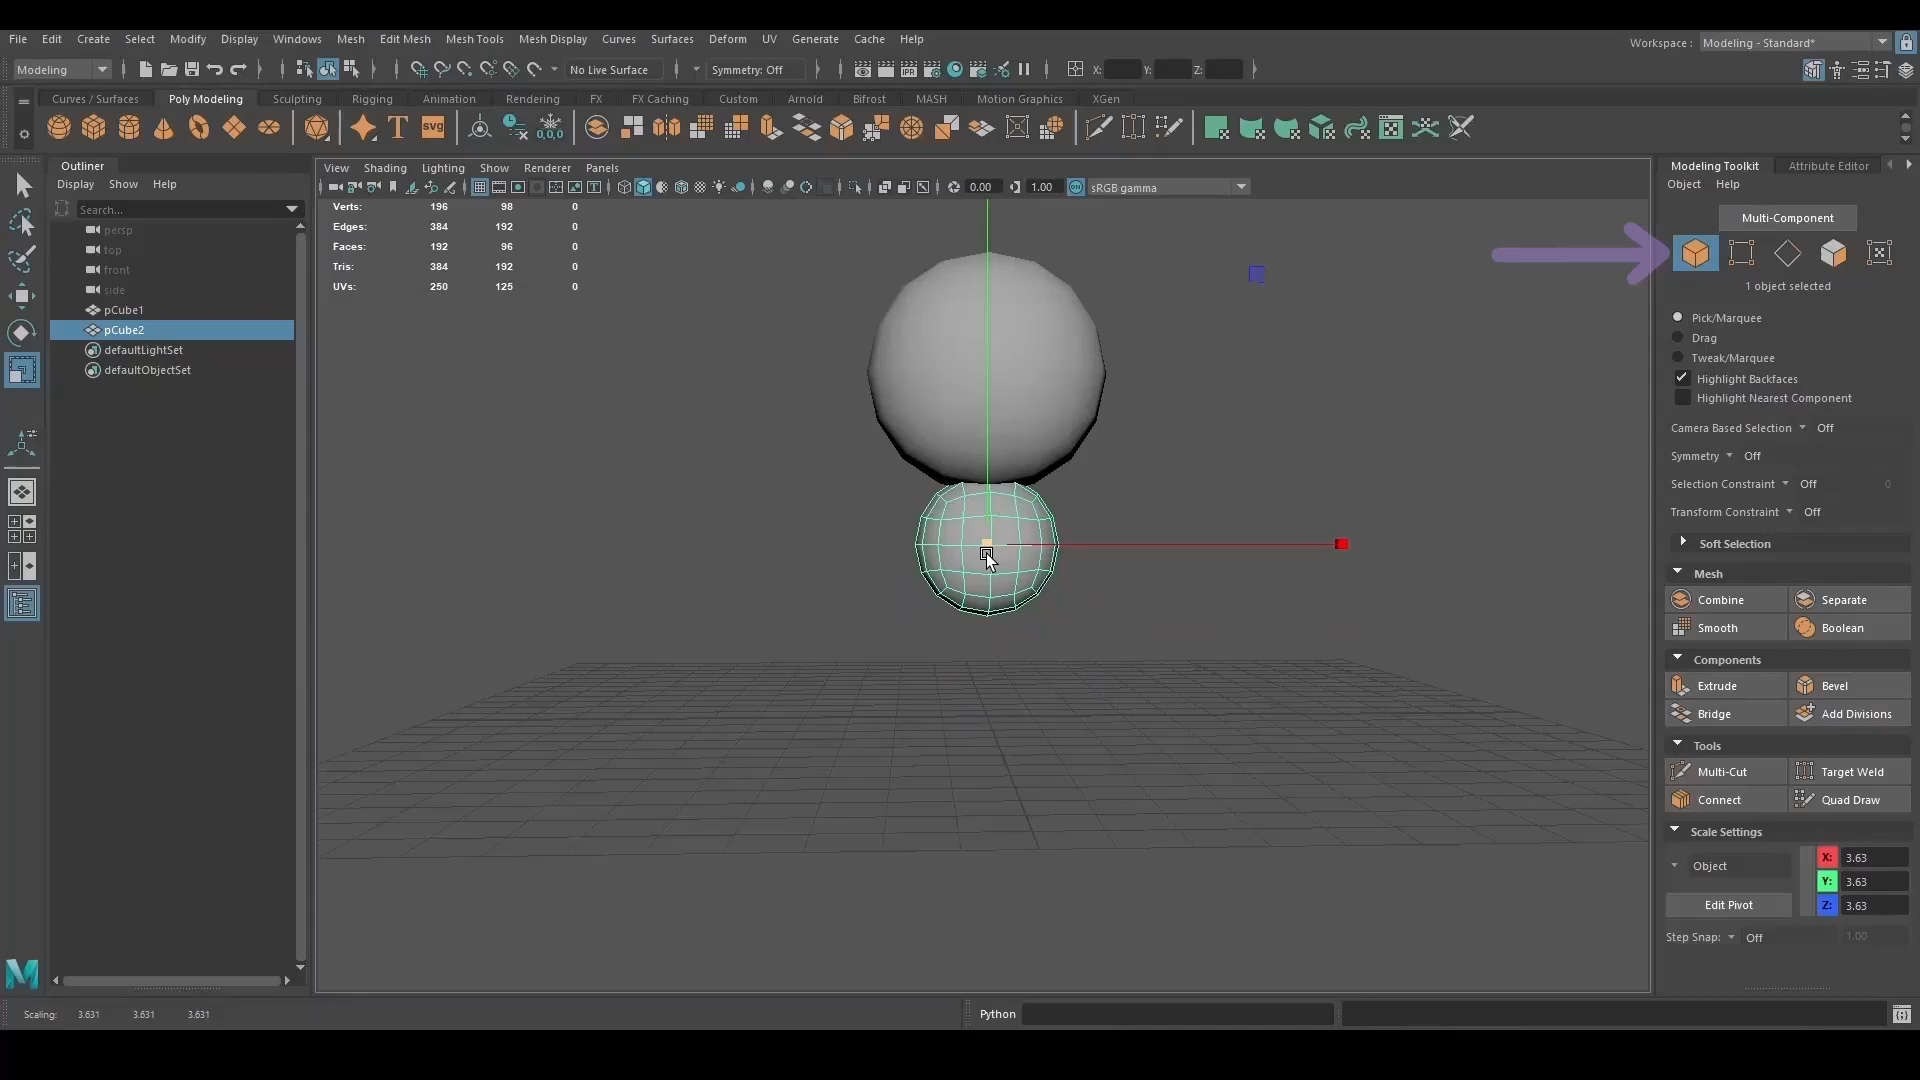 File Edit Create Select Modify Display Windows Mesh Edit Mesh Mesh Tools Mesh Display Curves Surfaces Deform UV Generate Cache Help
Workspace : Modeling - Standard*
Modeling No Live Surface Symmetry: Off X: Y: Z:
Curves / Surfaces Poly Modeling Sculpting Rigging Animation Rendering FX FX Caching Custom Arnold Bifrost MASH Motion Graphics XGen
T svg 0,0,0
Outliner
Display Show Help
Search...
persp
top
front
side
pCube1
pCube2
defaultLightSet
defaultObjectSet
View Shading Lighting Show Renderer Panels
0.00 1.00 ON sRGB gamma
Verts: 196 98 0
Edges: 384 192 0
Faces: 192 96 0
Tris: 384 192 0
UVs: 250 125 0
Modeling Toolkit Attribute Editor
Object Help
Multi-Component
1 object selected
Pick/Marquee
Drag
Tweak/Marquee
Highlight Backfaces
Highlight Nearest Component
Camera Based Selection Off
Symmetry Off
Selection Constraint Off 0
Transform Constraint Off
Soft Selection
Mesh
Combine Separate
Smooth Boolean
Components
Extrude Bevel
Bridge Add Divisions
Tools
Multi-Cut Target Weld
Connect Quad Draw
Scale Settings
Object X: 3.63
Y: 3.63
Edit Pivot Z: 3.63
Step Snap: Off 1.00
M
Scaling: 3.631 3.631 3.631 Python